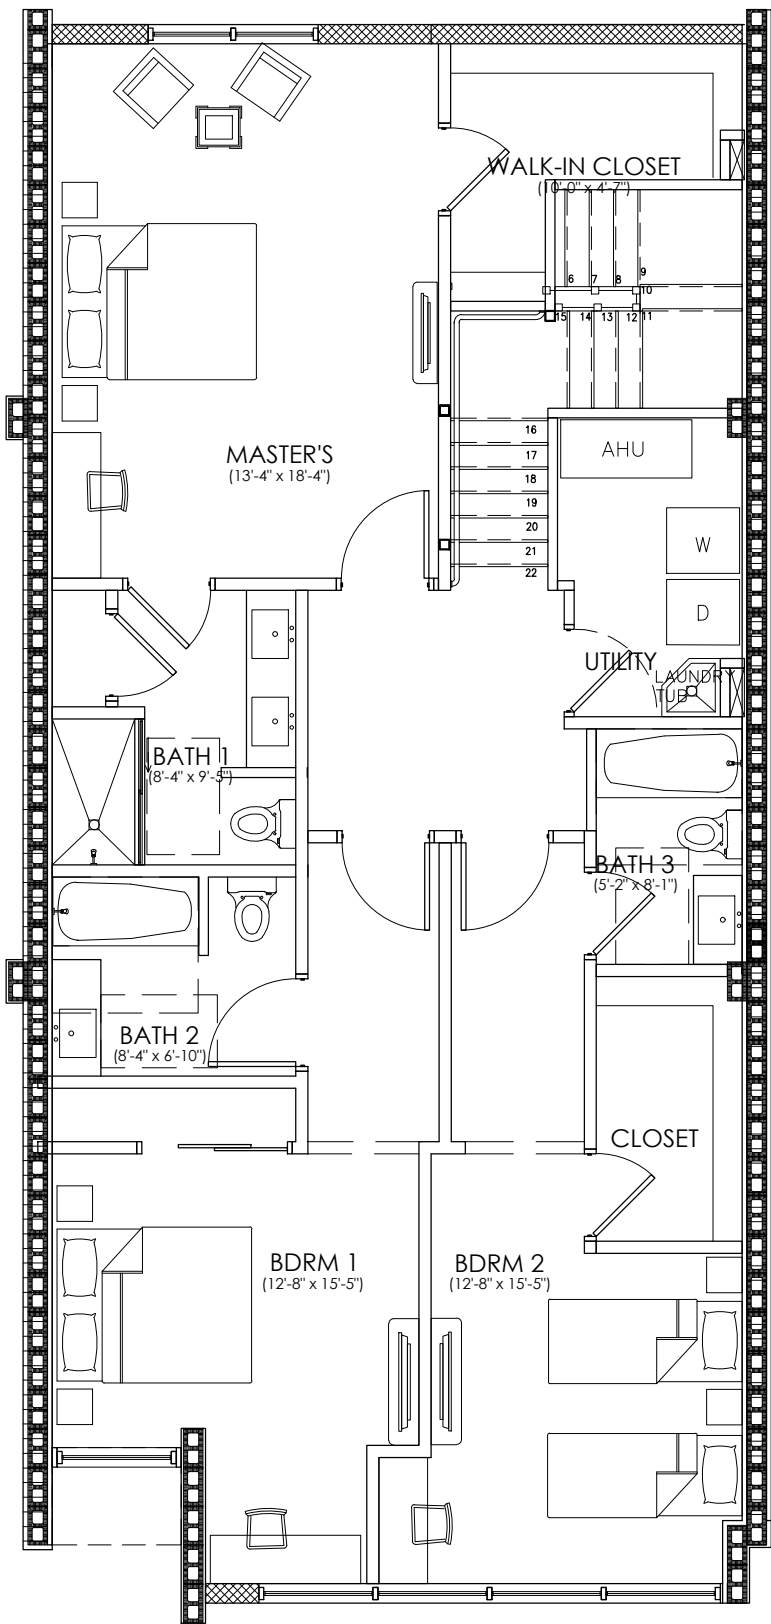 WALK-IN CLOSET
(10'-0" x 4'-7")
6
7
8
9
10
15
14
13
12
11
MASTER'S
(13'-4" x 18'-4")
16
17
18
19
20
21
22
AHU
W
D
UTILITY
LAUNDRY
TUB
BATH 1
(8'-4" x 9'-5")
BATH 3
(5'-2" x 8'-1")
BATH 2
(8'-4" x 6'-10")
CLOSET
BDRM 1
(12'-8" x 15'-5")
BDRM 2
(12'-8" x 15'-5")